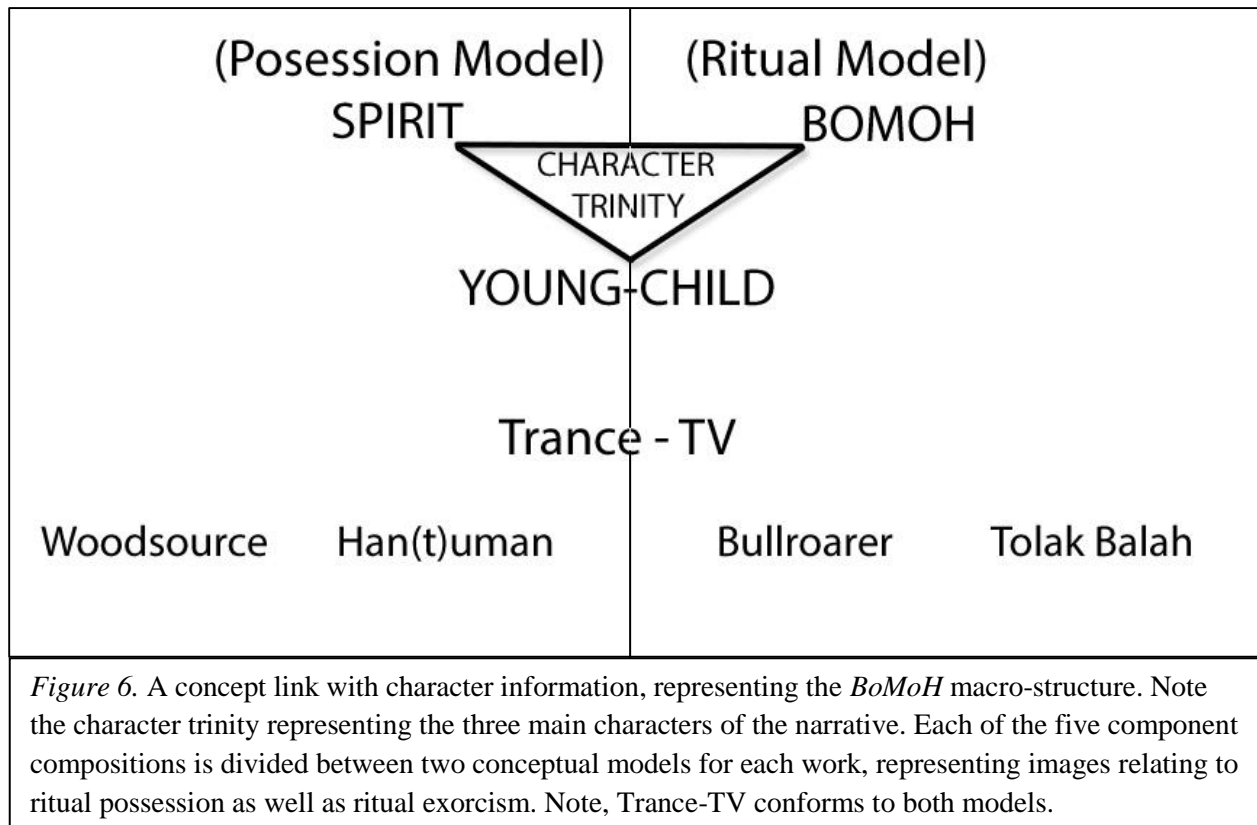 (Posession Model) (Ritual Model)
SPIRIT BOMOH
CHARACTER
TRINITY
YOUNG-CHILD
Trance - TV
Woodsource Han(t)uman Bullroarer Tolak Balah
Figure 6. A concept link with character information, representing the BoMoH macro-structure. Note
the character trinity representing the three main characters of the narrative. Each of the five component
compositions is divided between two conceptual models for each work, representing images relating to
ritual possession as well as ritual exorcism. Note, Trance-TV conforms to both models.